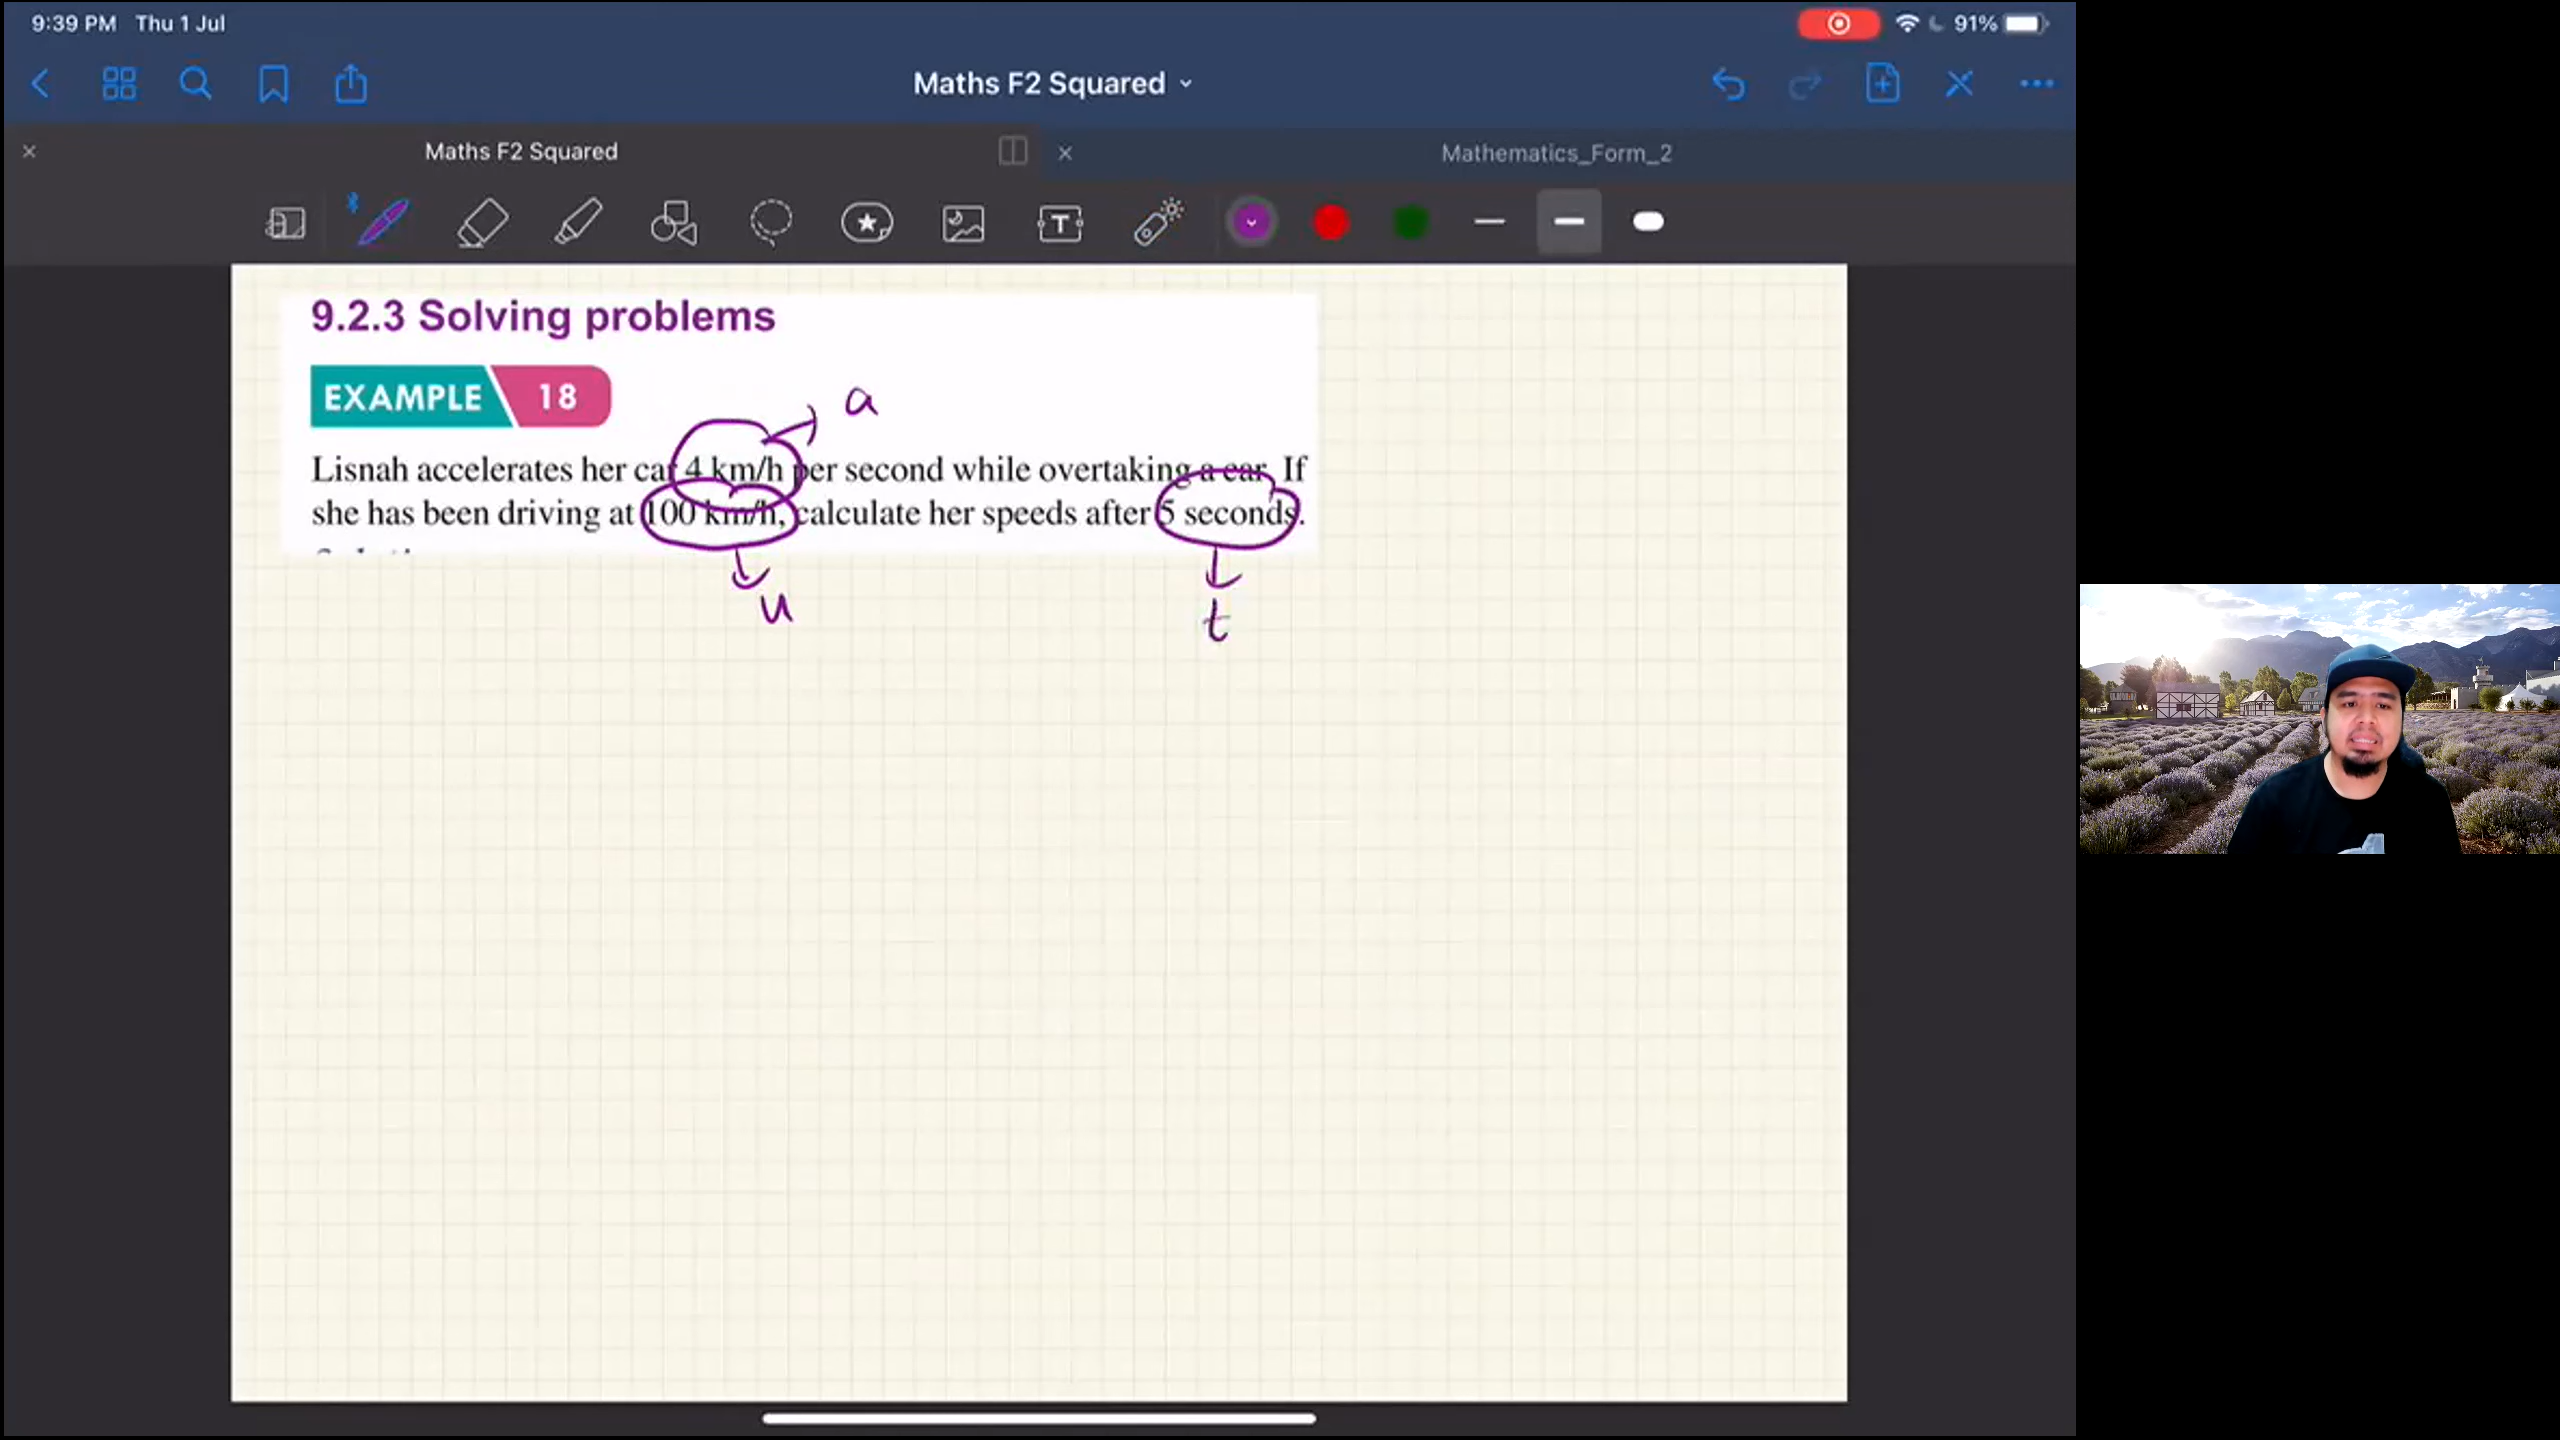 9:39 PM Thu 1 Jul
91%
Maths F2 Squared
Maths F2 Squared
Mathematics_Form_2
9.2.3 Solving problems
EXAMPLE 18
a
Lisnah accelerates her car 4 km/h per second while overtaking a car. If
she has been driving at 100 km/h, calculate her speeds after 5 seconds.
u
t